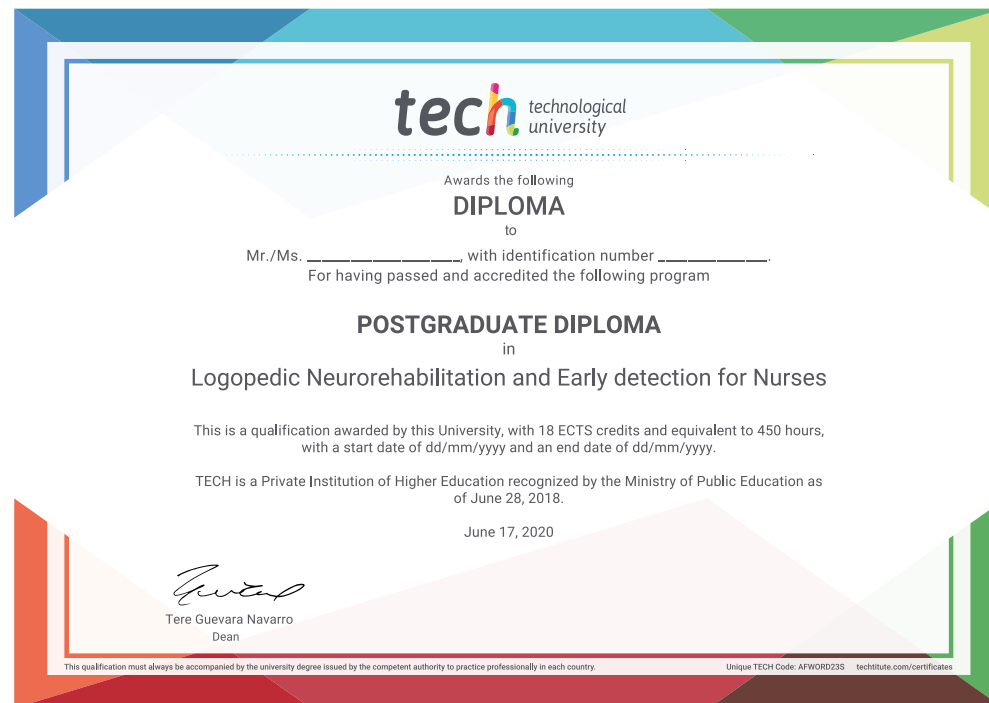 tech technological
university
Awards the following
DIPLOMA
to
Mr./Ms. ____________________, with identification number ______________.
For having passed and accredited the following program
POSTGRADUATE DIPLOMA
in
Logopedic Neurorehabilitation and Early detection for Nurses
This is a qualification awarded by this University, with 18 ECTS credits and equivalent to 450 hours,
with a start date of dd/mm/yyyy and an end date of dd/mm/yyyy.
TECH is a Private Institution of Higher Education recognized by the Ministry of Public Education as
of June 28, 2018.
June 17, 2020
Tere Guevara Navarro
Dean
This qualification must always be accompanied by the university degree issued by the competent authority to practice professionally in each country.
Unique TECH Code: AFWORD23S techtitute.com/certificates